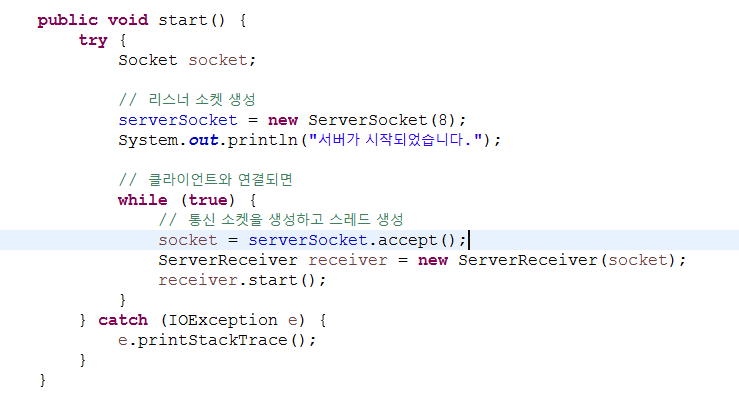 public void start() {
try {
Socket socket;
// 리스너 소켓 생성
serverSocket = new ServerSocket(8);
System.out.println("서버가 시작되었습니다.");
// 클라이언트와 연결되면
while (true) {
// 통신 소켓을 생성하고 스레드 생성
socket = serverSocket.accept();
ServerReceiver receiver = new ServerReceiver(socket);
receiver.start();
}
} catch (IOException e) {
e.printStackTrace();
}
}